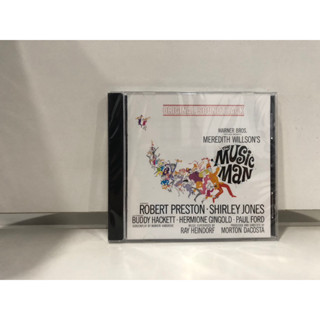 WARNER BROS.
MEREDITH WILLSON'S
THE
MUSIC
MAN
ROBERT PRESTON · SHIRLEY JONES
BUDDY HACKETT · HERMIONE GINGOLD · PAUL FORD
RAY HEINDORF
MORTON DaCOSTA